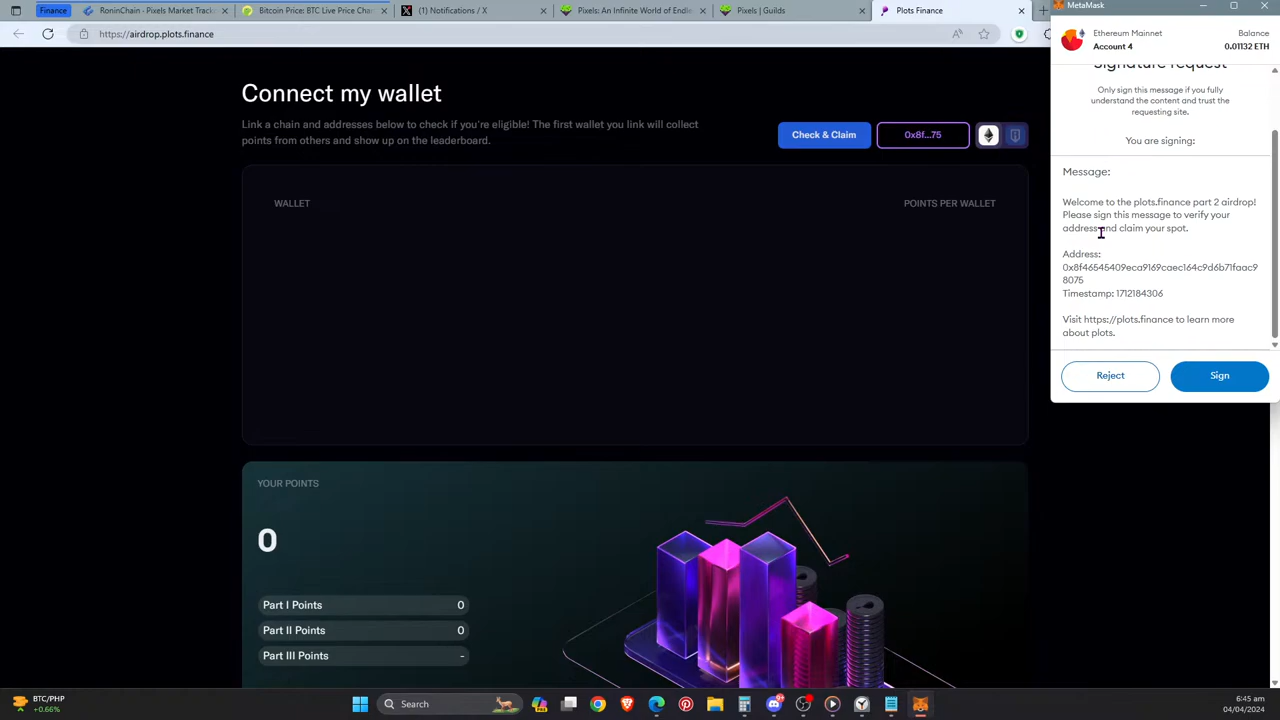 Finance
RoninChain - Pixels Market Track
Bitcoin Price: BTC Live Price Chan
(1) Notifications / X
Pixels: An Infinite World of Endle
Pixels | Guilds
Plots Finance
MetaMask
https://airdrop.plots.finance
Ethereum Mainnet
Account 4
Balance
0.01132 ETH
Signature request
Only sign this message if you fully
understand the content and trust the
requesting site.
You are signing:
Message:
Welcome to the plots.finance part 2 airdrop!
Please sign this message to verify your
address and claim your spot.
Address:
0x8f46545409eca9169caec164c9d6b71faac9
8075
Timestamp: 1712184306
Visit https://plots.finance to learn more
about plots.
Reject
Sign
Connect my wallet
Link a chain and addresses below to check if you're eligible! The first wallet you link will collect
points from others and show up on the leaderboard.
Check & Claim
0x8f...75
WALLET
POINTS PER WALLET
YOUR POINTS
0
Part I Points 0
Part II Points 0
Part III Points -
BTC/PHP
+0.66%
Search
6:45 am
04/04/2024